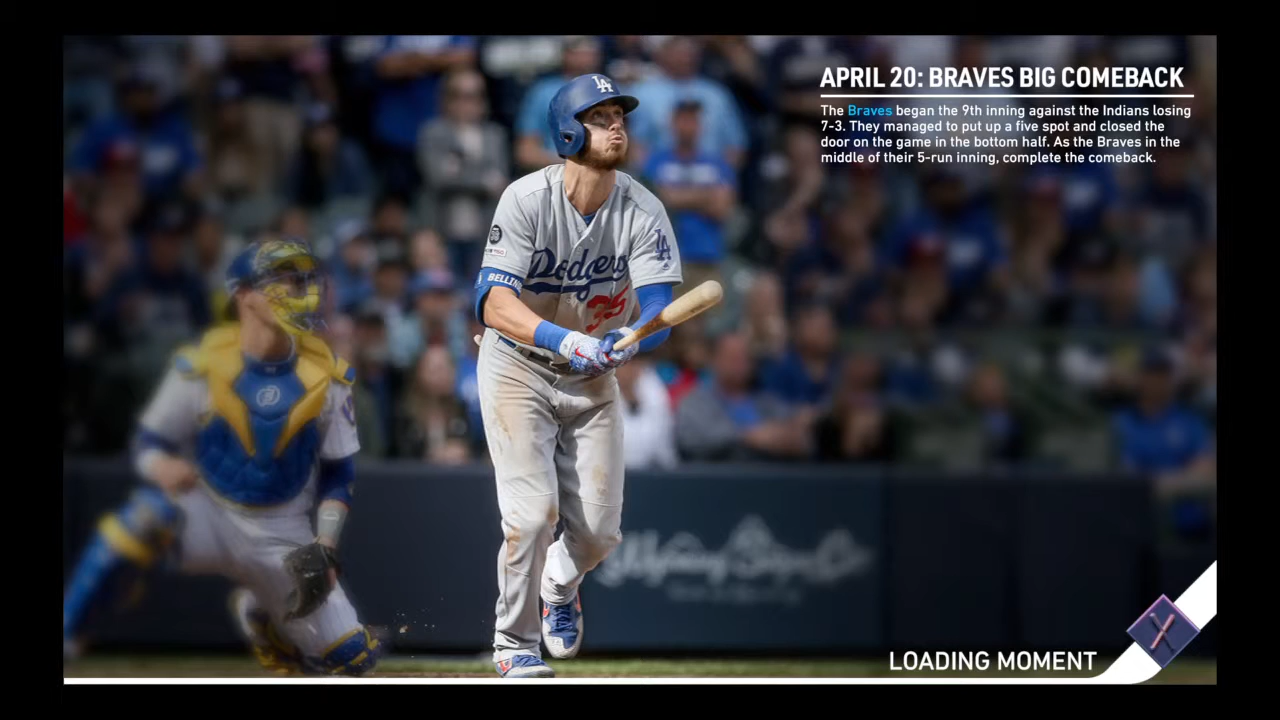 APRIL 20: BRAVES BIG COMEBACK
The Braves began the 9th inning against the Indians losing
7-3. They managed to put up a five spot and closed the
door on the game in the bottom half. As the Braves in the
middle of their 5-run inning, complete the comeback.
LA
LA
Dodgers
BELLIN
35
LOADING MOMENT